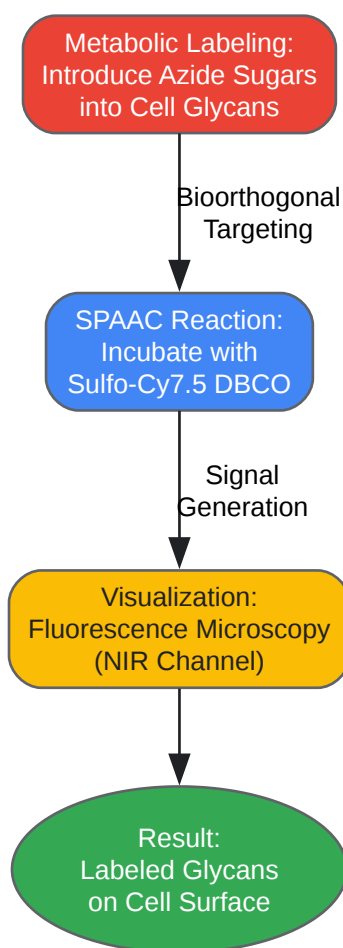 Metabolic Labeling:
Introduce Azide Sugars
into Cell Glycans
Bioorthogonal
Targeting
SPAAC Reaction:
Incubate with
Sulfo-Cy7.5 DBCO
Signal
Generation
Visualization:
Fluorescence Microscopy
(NIR Channel)
Result:
Labeled Glycans
on Cell Surface